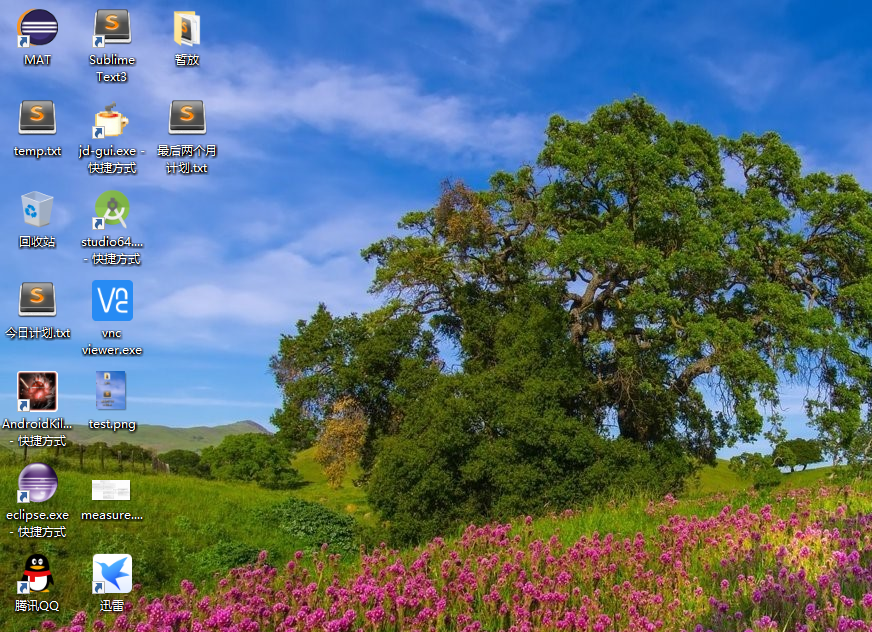 MAT
Sublime
Text3
暂放
temp.txt
jd-gui.exe -
快捷方式
最后两个月
计划.txt
回收站
studio64....
- 快捷方式
今日计划.txt
VE
vnc
viewer.exe
AndroidKil...
- 快捷方式
test.png
eclipse.exe
- 快捷方式
measure....
腾讯QQ
迅雷